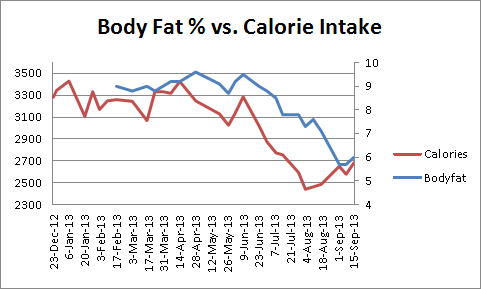 Body Fat % vs. Calorie Intake
3500
3300
3100
2900
2700
2500
2300
10
9
8
7
6
5
4
Calories
Bodyfat
23-Dec-12
6-Jan-13
20-Jan-13
3-Feb-13
17-Feb-13
3-Mar-13
17-Mar-13
31-Mar-13
14-Apr-13
28-Apr-13
12-May-13
26-May-13
9-Jun-13
23-Jun-13
7-Jul-13
21-Jul-13
4-Aug-13
18-Aug-13
1-Sep-13
15-Sep-13